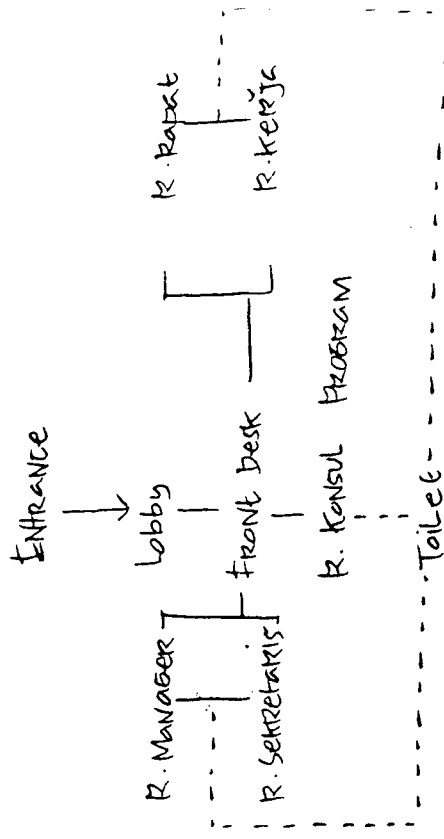 ENTRANCE
Lobby
R. MANAGER
R. Rapat
FRONT Desk
R. SekRetaRis
R. KeRja
R. KONSUL PROGRAM
Toilet